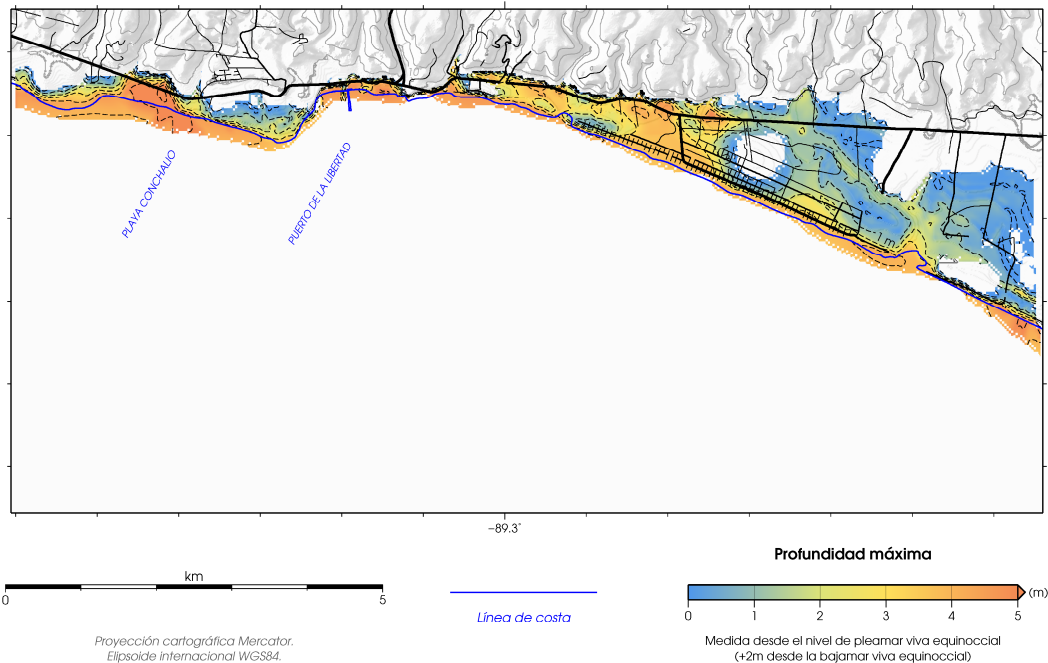 PLAYA CONCHALIO
PUERTO DE LA LIBERTAD
1 m
−89.3˚
Profundidad máxima
km
0
5
Línea de costa
(m)
0
1
2
3
4
5
Proyección cartográfica Mercator.
Elipsoide internacional WGS84.
Medida desde el nivel de pleamar viva equinoccial
(+2m desde la bajamar viva equinoccial)